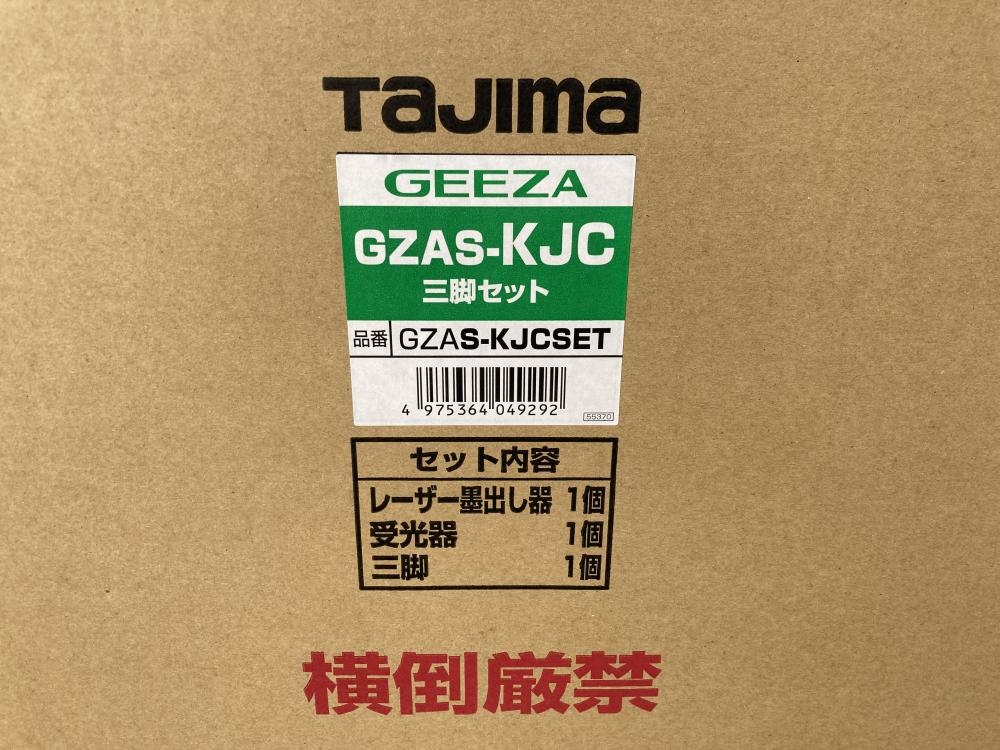 Tajima
GEEZA
GZAS-KJC
三脚セット
品番 GZAS-KJCSET
4 975364 049292
55370
セット内容
レーザー墨出し器 1個
受光器 1個
三脚 1個
横倒厳禁